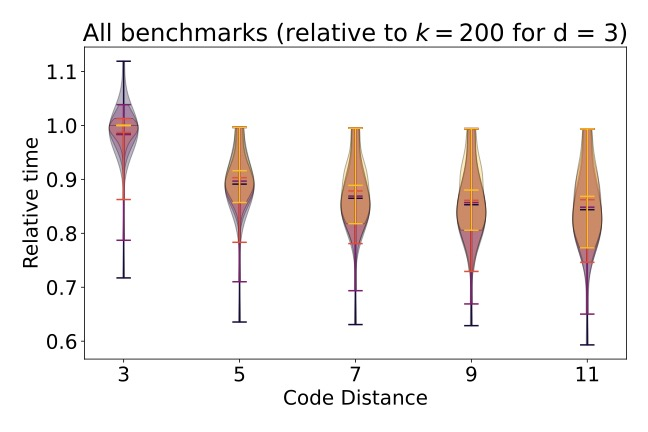 All benchmarks (relative to k = 200 for d = 3)
1.1
1.0
0.9
0.8
0.7
0.6
Relative time
3 5 7 9 11
Code Distance